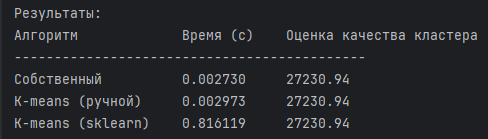 Результаты:
Алгоритм Время (с) Оценка качества кластера
--------------------------------------------
Собственный 0.002730 27230.94
K-means (ручной) 0.002973 27230.94
K-means (sklearn) 0.816119 27230.94